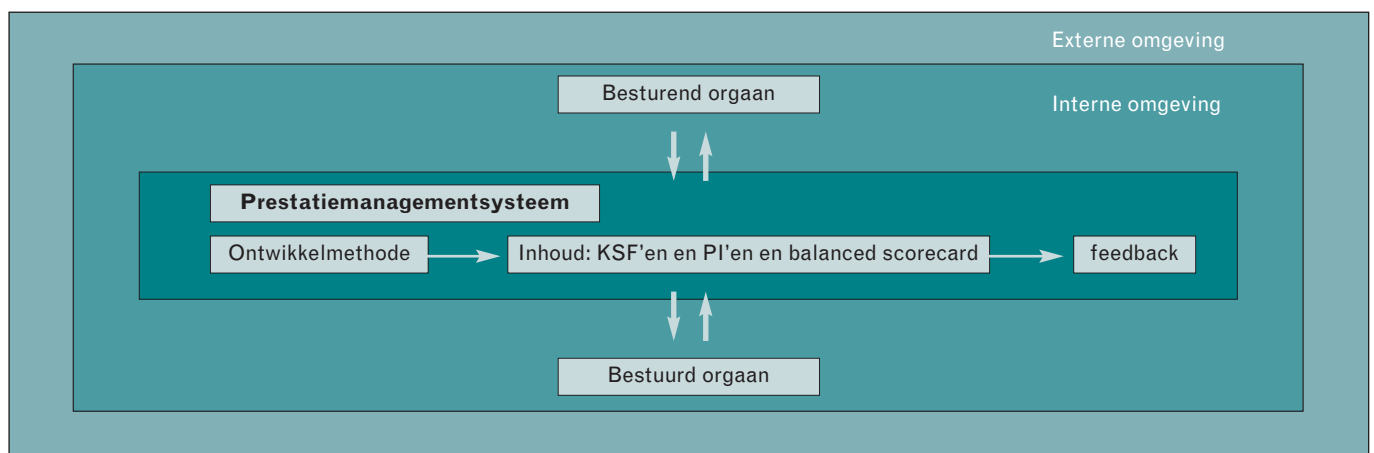 Externe omgeving
Besturend orgaan
Interne omgeving
Prestatiemanagementsysteem
Ontwikkelmethode
Inhoud: KSF'en en PI'en en balanced scorecard
feedback
Bestuurd orgaan